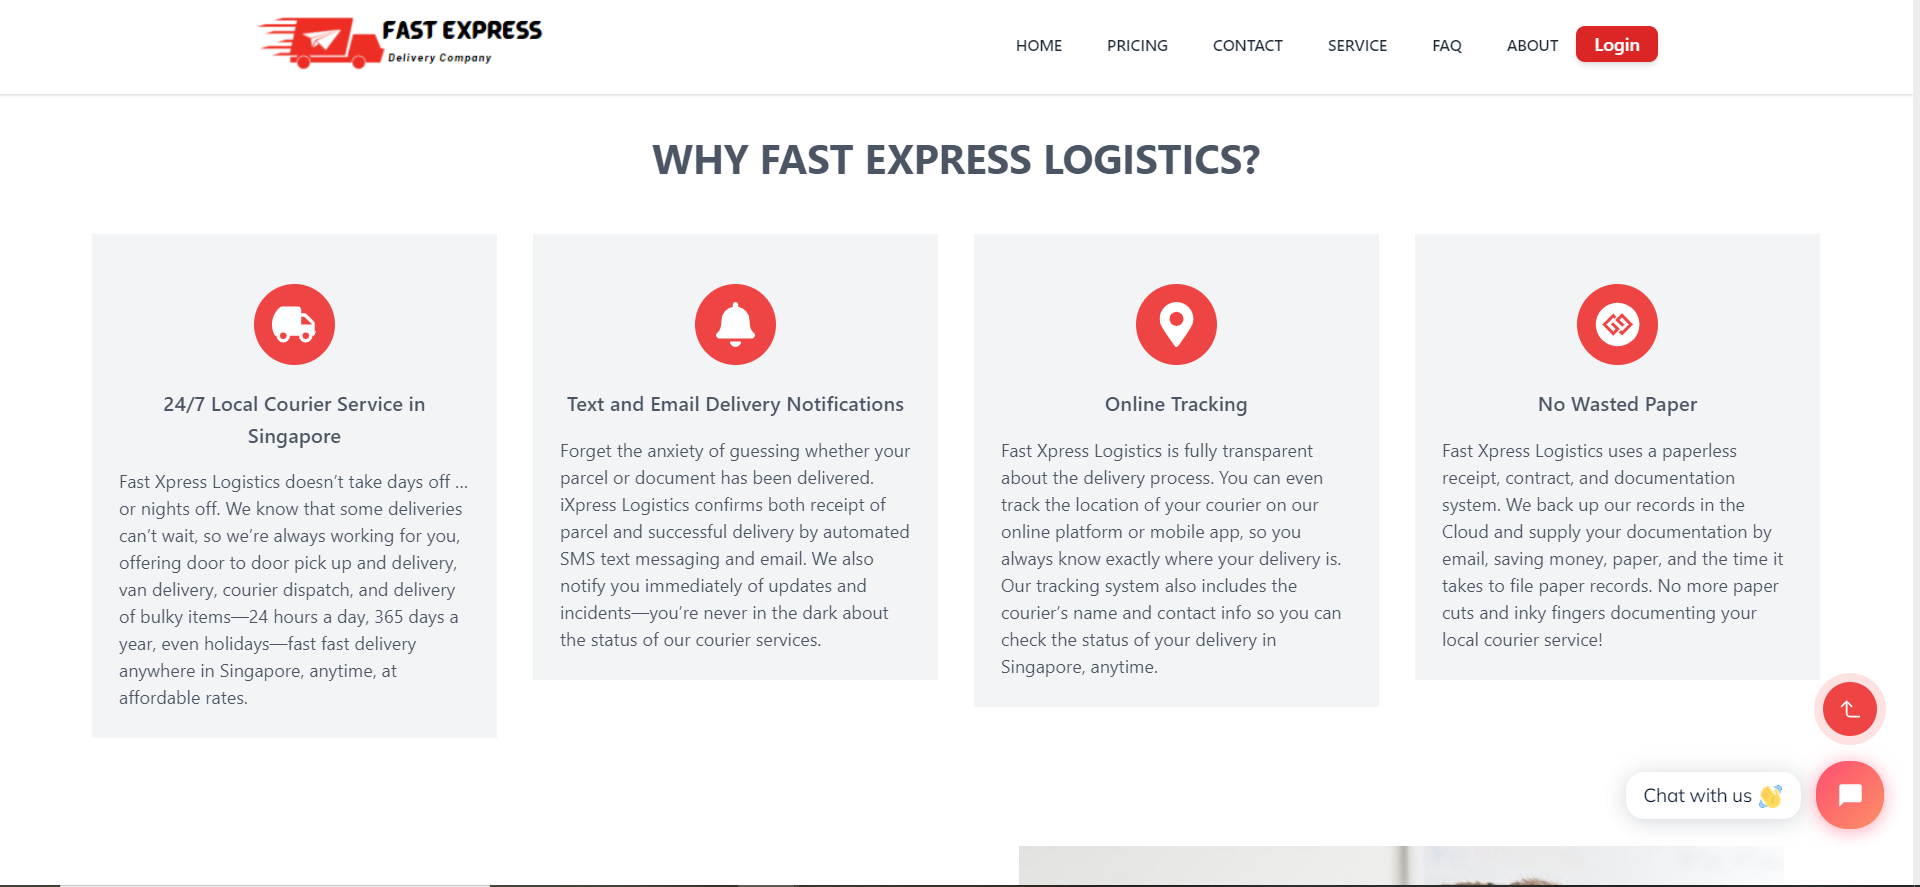 FAST EXPRESS
Delivery Company
HOME
PRICING
CONTACT
SERVICE
FAQ
ABOUT
Login
WHY FAST EXPRESS LOGISTICS?
24/7 Local Courier Service in
Singapore
Fast Xpress Logistics doesn’t take days off ...
or nights off. We know that some deliveries
can’t wait, so we’re always working for you,
offering door to door pick up and delivery,
van delivery, courier dispatch, and delivery
of bulky items—24 hours a day, 365 days a
year, even holidays—fast fast delivery
anywhere in Singapore, anytime, at
affordable rates.
Text and Email Delivery Notifications
Forget the anxiety of guessing whether your
parcel or document has been delivered.
iXpress Logistics confirms both receipt of
parcel and successful delivery by automated
SMS text messaging and email. We also
notify you immediately of updates and
incidents—you’re never in the dark about
the status of our courier services.
Online Tracking
Fast Xpress Logistics is fully transparent
about the delivery process. You can even
track the location of your courier on our
online platform or mobile app, so you
always know exactly where your delivery is.
Our tracking system also includes the
courier’s name and contact info so you can
check the status of your delivery in
Singapore, anytime.
No Wasted Paper
Fast Xpress Logistics uses a paperless
receipt, contract, and documentation
system. We back up our records in the
Cloud and supply your documentation by
email, saving money, paper, and the time it
takes to file paper records. No more paper
cuts and inky fingers documenting your
local courier service!
Chat with us 👋